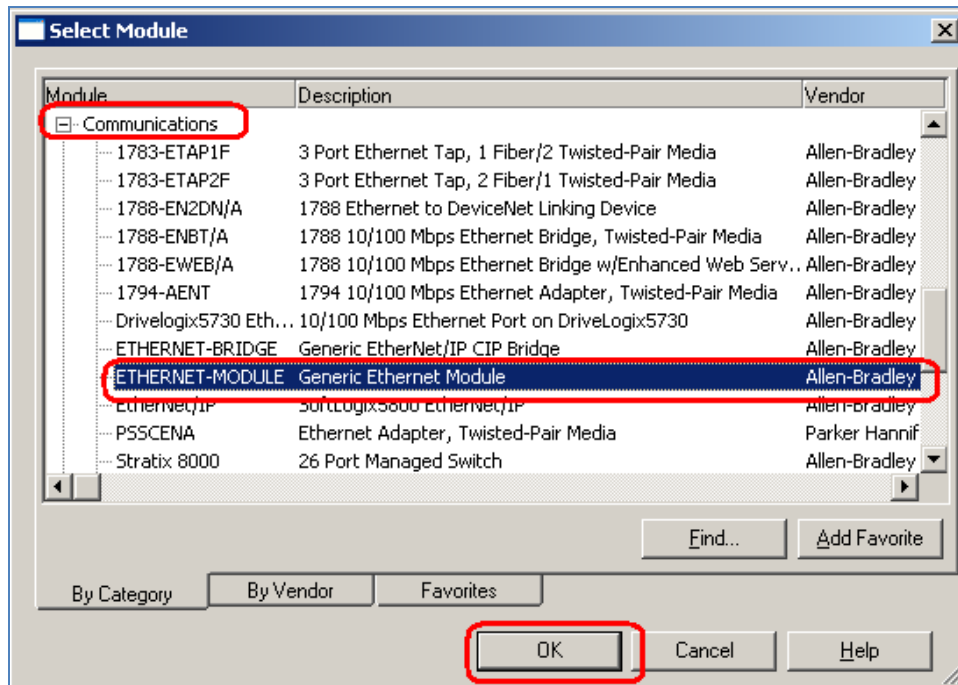 Select Module
Module Description Vendor
Communications
1783-ETAP1F 3 Port Ethernet Tap, 1 Fiber/2 Twisted-Pair Media Allen-Bradley
1783-ETAP2F 3 Port Ethernet Tap, 2 Fiber/1 Twisted-Pair Media Allen-Bradley
1788-EN2DN/A 1788 Ethernet to DeviceNet Linking Device Allen-Bradley
1788-ENBT/A 1788 10/100 Mbps Ethernet Bridge, Twisted-Pair Media Allen-Bradley
1788-EWEB/A 1788 10/100 Mbps Ethernet Bridge w/Enhanced Web Serv... Allen-Bradley
1794-AENT 1794 10/100 Mbps Ethernet Adapter, Twisted-Pair Media Allen-Bradley
Drivelogix5730 Eth... 10/100 Mbps Ethernet Port on DriveLogix5730 Allen-Bradley
ETHERNET-BRIDGE Generic EtherNet/IP CIP Bridge Allen-Bradley
ETHERNET-MODULE Generic Ethernet Module Allen-Bradley
EtherNet/IP SoftLogix5800 EtherNet/IP Allen-Bradley
PSSCENA Ethernet Adapter, Twisted-Pair Media Parker Hannif
Stratix 8000 26 Port Managed Switch Allen-Bradley
Find... Add Favorite
By Category By Vendor Favorites
OK Cancel Help